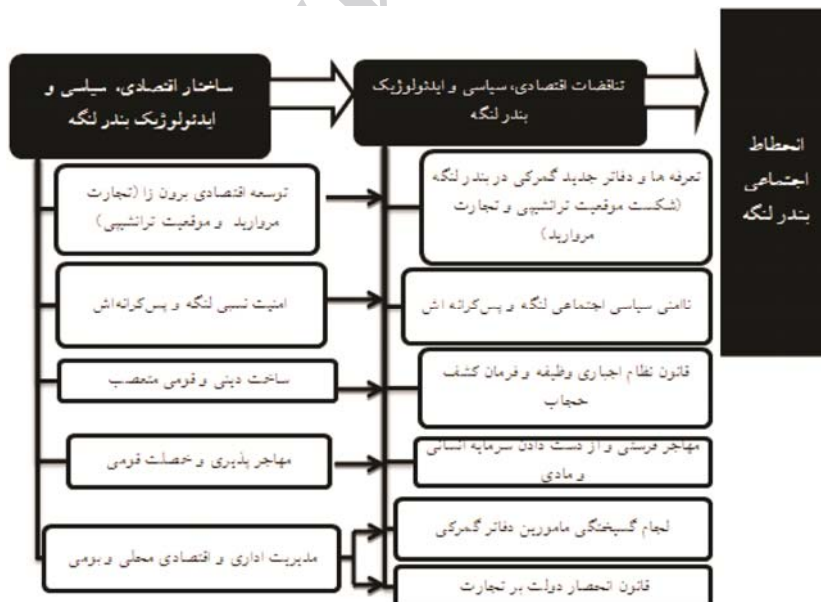 انحطاط
اجتماعی
بندر لنگه
تناقضات اقتصادی، سیاسی و ایدئولوژیک
بندر لنگه
ساختار اقتصادی، سیاسی و
ایدئولوژیک بندر لنگه
تعرفه ها و دفاتر جدید گمرکی در بندر لنگه
(شکست موقعیت ترانشیپی و تجارت
مروارید)
توسعه اقتصادی برون زا (تجارت
مروارید و موقعیت ترانشیپی)
ناامنی سیاسی اجتماعی لنگه و پس‌کرانه اش
امنیت نسبی لنگه و پس‌کرانه‌اش
قانون نظام اجباری وظیفه و فرمان کشف
حجاب
ساخت دینی و قومی متعصب
مهاجر فرستی و از دست دادن سرمایه انسانی
و مادی
مهاجر پذیری و خصلت قومی
لجام گسیختگی مامورین دفاتر گمرکی
مدیریت اداری و اقتصادی محلی و بومی
قانون انحصار دولت بر تجارت